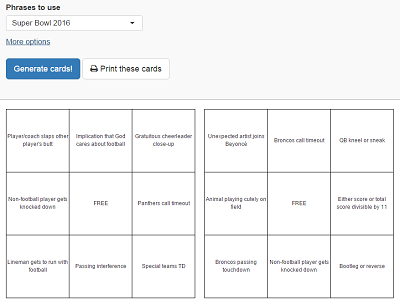 Phrases to use
Super Bowl 2016
More options
Generate cards!
Print these cards
Player/coach slaps other
player's butt
Implication that God
cares about football
Gratuitous cheerleader
close-up
Non-football player gets
knocked down
FREE
Panthers call timeout
Lineman gets to run with
football
Passing interference
Special teams TD
Unexpected artist joins
Beyoncé
Broncos call timeout
QB kneel or sneak
Animal playing cutely on
field
FREE
Either score or total
score divisible by 11
Broncos passing
touchdown
Non-football player gets
knocked down
Bootleg or reverse